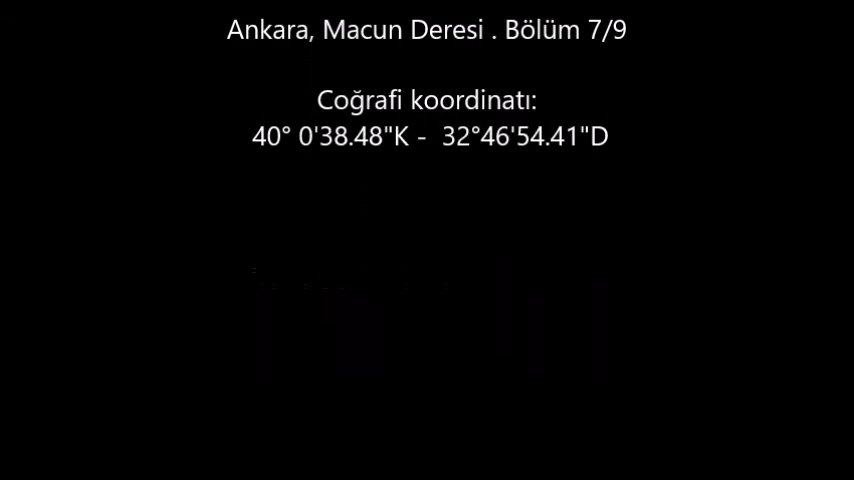 Ankara, Macun Deresi . Bölüm 7/9
Coğrafi koordinatı:
40° 0'38.48"K -  32°46'54.41"D